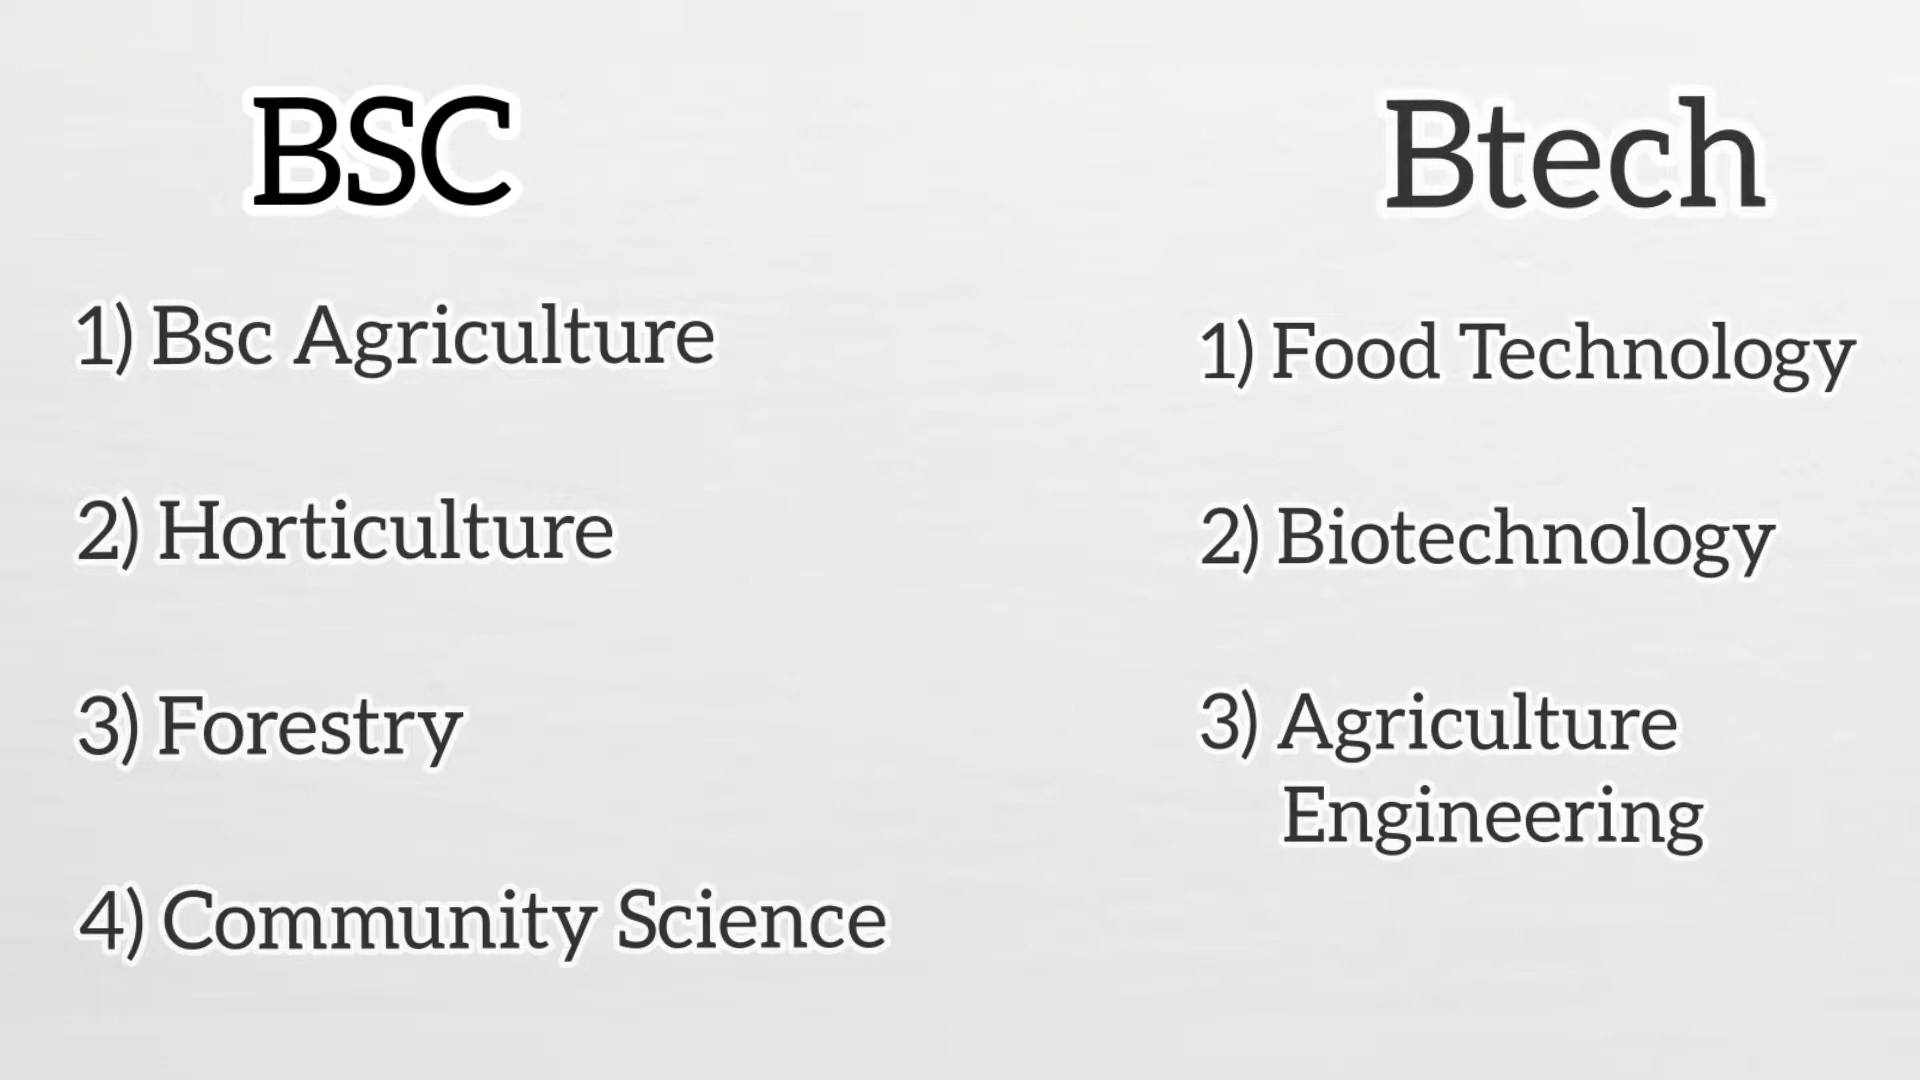 BSC
1) Bsc Agriculture
2) Horticulture
3) Forestry
4) Community Science
Btech
1) Food Technology
2) Biotechnology
3) Agriculture
Engineering